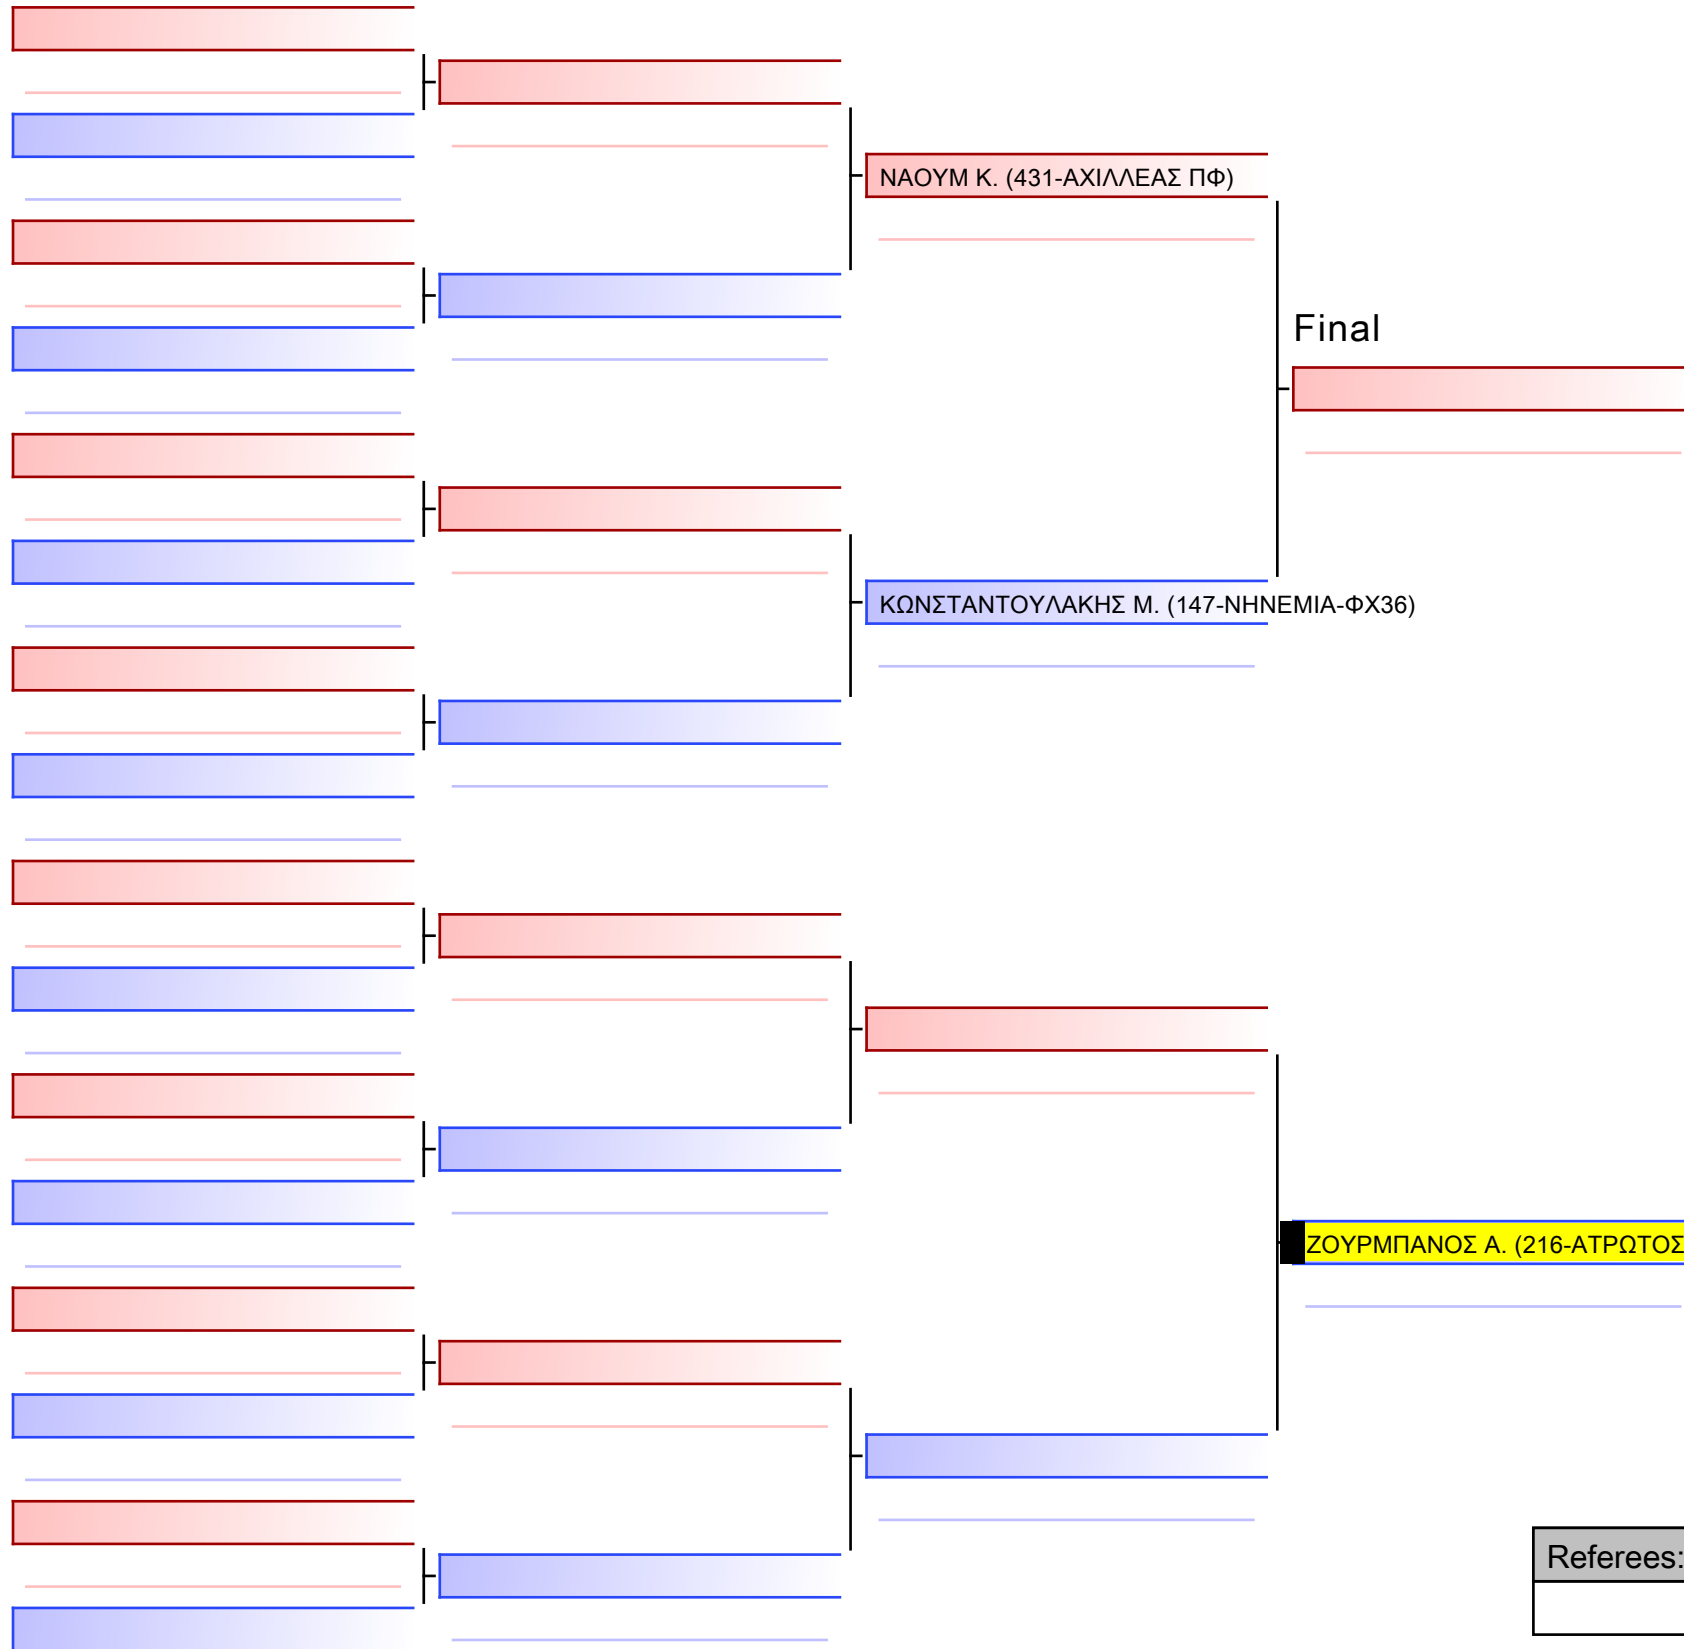 ΝΑΟΥΜ Κ. (431-ΑΧΙΛΛΕΑΣ ΠΦ)
Final
ΚΩΝΣΤΑΝΤΟΥΛΑΚΗΣ Μ. (147-ΝΗΝΕΜΙΑ-ΦΧ36)
ΖΟΥΡΜΠΑΝΟΣ Α. (216-ΑΤΡΩΤΟΣ
Referees: